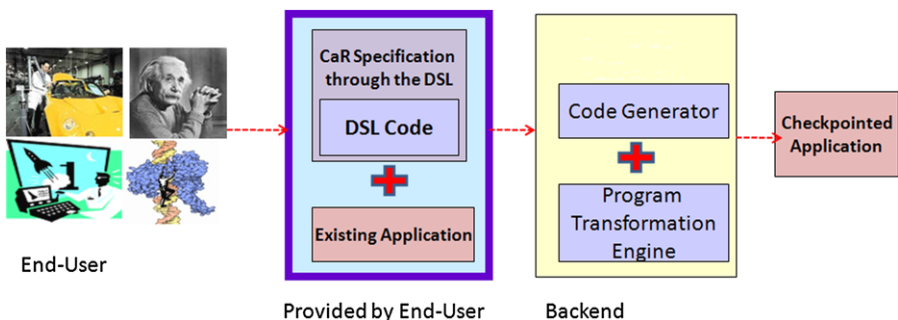 CaR Specification
through the DSL
DSL Code
Existing Application
Code Generator
Program
Transformation
Engine
Checkpointed
Application
End-User
Provided by End-User
Backend